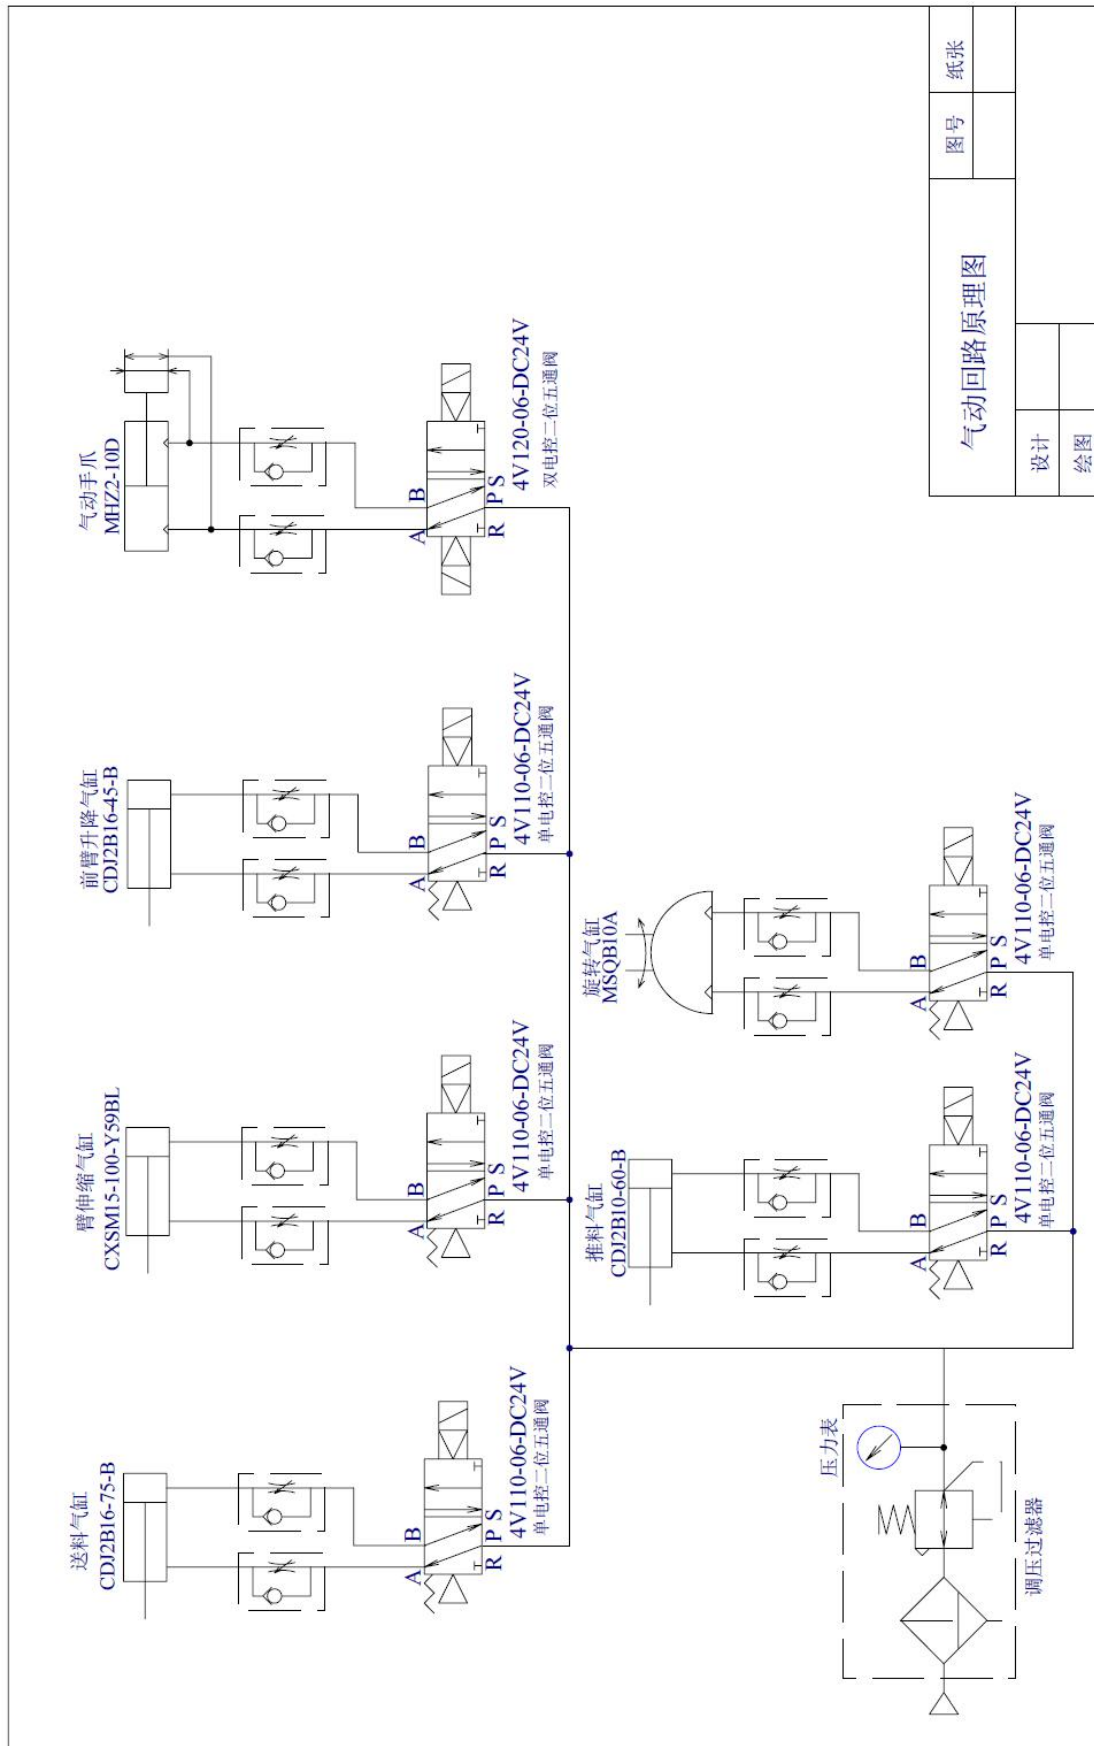 送料气缸
CDJ2B16-75-B
A
B
R
P
S
4V110-06-DC24V
单电控二位五通阀
臂伸缩气缸
CXSM15-100-Y59BL
A
B
R
P
S
4V110-06-DC24V
单电控二位五通阀
前臂升降气缸
CDJ2B16-45-B
A
B
R
P
S
4V110-06-DC24V
单电控二位五通阀
气动手爪
MHZ2-10D
A
B
R
P
S
4V120-06-DC24V
双电控二位五通阀
压力表
调压过滤器
推料气缸
CDJ2B10-60-B
A
B
R
P
S
4V110-06-DC24V
单电控二位五通阀
旋转气缸
MSQB10A
A
B
R
P
S
4V110-06-DC24V
单电控二位五通阀
气动回路原理图
图号
纸张
设计
绘图